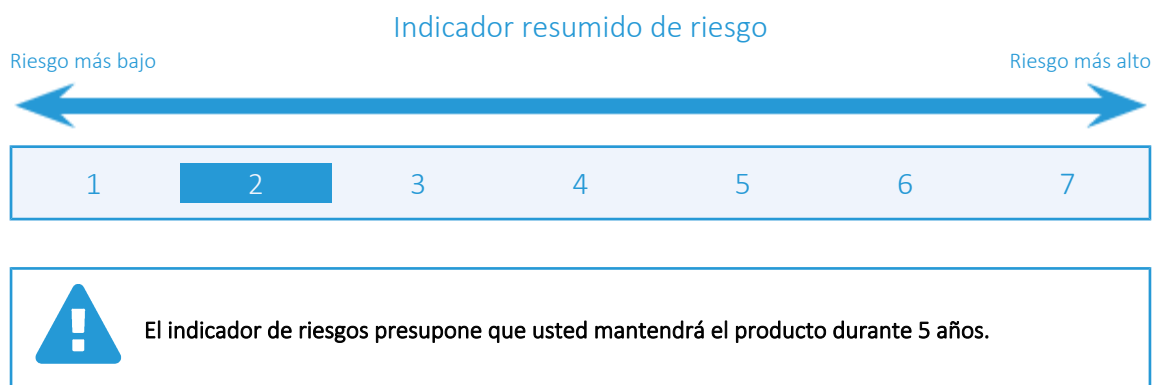 Indicador resumido de riesgo
Riesgo más bajo Riesgo más alto
1 2 3 4 5 6 7
El indicador de riesgos presupone que usted mantendrá el producto durante 5 años.